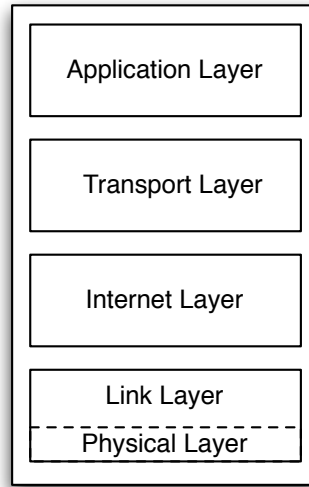 Application Layer
Transport Layer
Internet Layer
Link Layer
Physical Layer